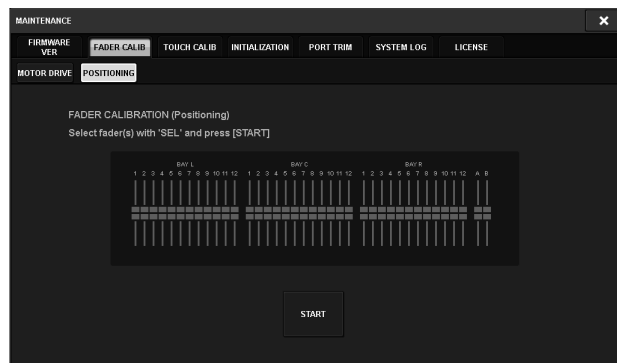 MAINTENANCE
FIRMWARE VER FADER CALIB TOUCH CALIB INITIALIZATION PORT TRIM SYSTEM LOG LICENSE
MOTOR DRIVE POSITIONING
FADER CALIBRATION (Positioning)
Select fader(s) with 'SEL' and press [START]
BAY L BAY C BAY R
1 2 3 4 5 6 7 8 9 10 11 12 1 2 3 4 5 6 7 8 9 10 11 12 1 2 3 4 5 6 7 8 9 10 11 12 A B
START